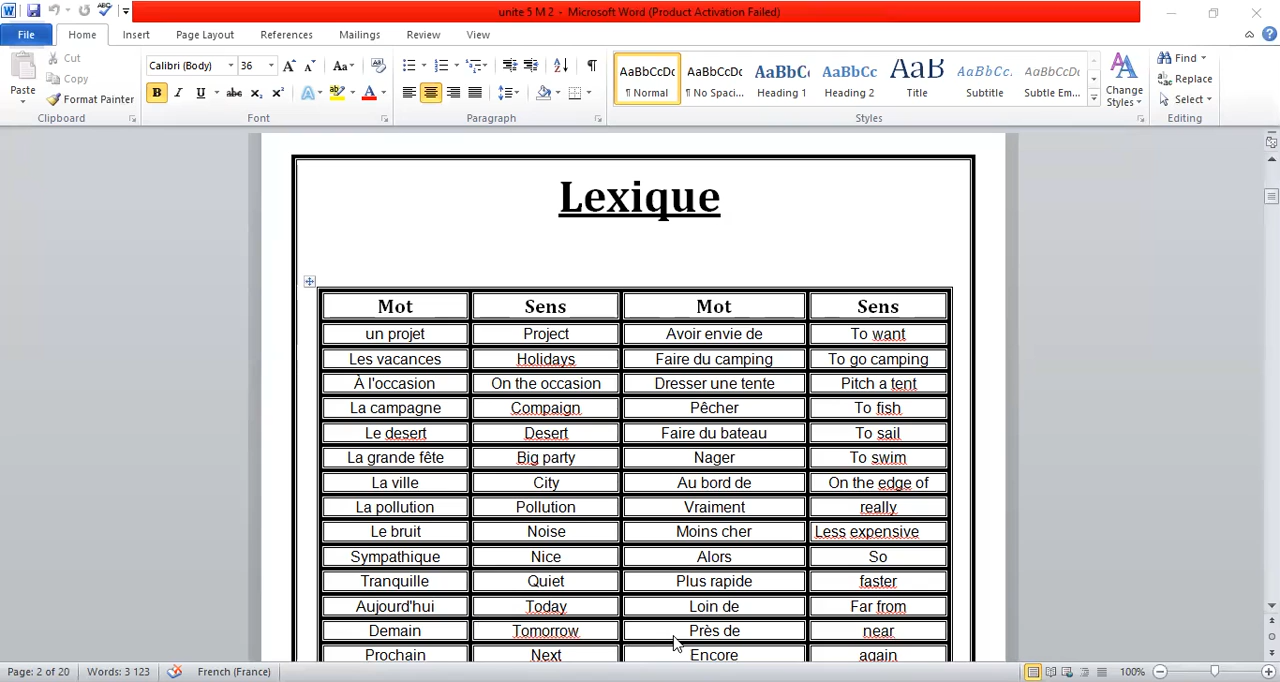 unite 5 M 2 - Microsoft Word (Product Activation Failed)
File Home Insert Page Layout References Mailings Review View
Cut
Copy
Format Painter
Paste
Clipboard
Calibri (Body) 36
Font
Paragraph
AaBbCcDc AaBbCcDc AaBbCc AaBbCc AaB AaBbCc. AaBbCcDc
¶ Normal ¶ No Spaci... Heading 1 Heading 2 Title Subtitle Subtle Em...
Change Styles
Styles
Find
Replace
Select
Editing
Lexique
Mot Sens Mot Sens
un projet Project Avoir envie de To want
Les vacances Holidays Faire du camping To go camping
À l'occasion On the occasion Dresser une tente Pitch a tent
La campagne Compaign Pêcher To fish
Le desert Desert Faire du bateau To sail
La grande fête Big party Nager To swim
La ville City Au bord de On the edge of
La pollution Pollution Vraiment really
Le bruit Noise Moins cher Less expensive
Sympathique Nice Alors So
Tranquille Quiet Plus rapide faster
Aujourd'hui Today Loin de Far from
Demain Tomorrow Près de near
Prochain Next Encore again
Page: 2 of 20 Words: 3 123 French (France) 100%